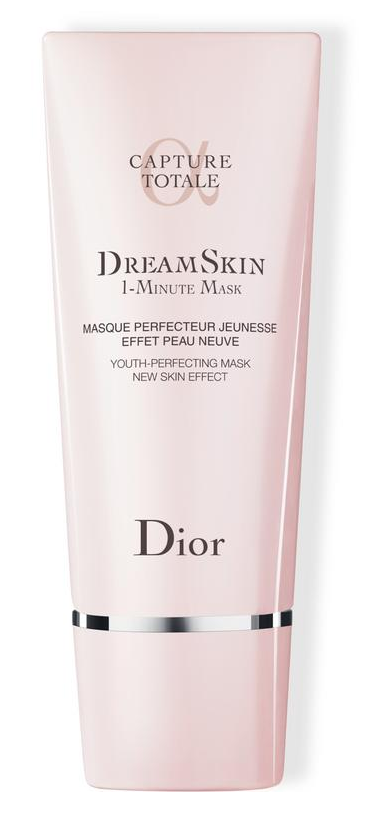 CAPTURE
TOTALE
DREAMSKIN
1-MINUTE MASK
MASQUE PERFECTEUR JEUNESSE
EFFET PEAU NEUVE
YOUTH-PERFECTING MASK
NEW SKIN EFFECT
Dior